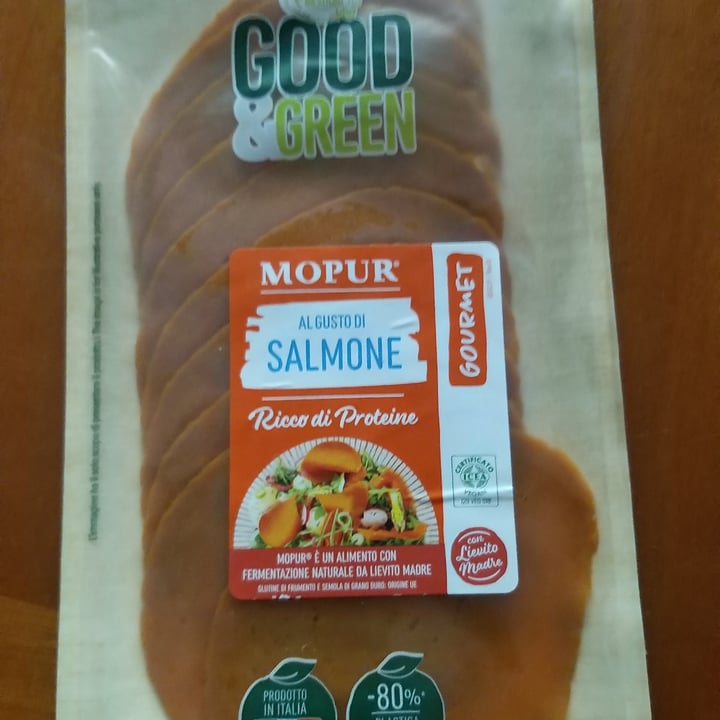 GOOD
&GREEN
MOPUR®
AL GUSTO DI
SALMONE
Ricco di Proteine
GOURMET
CERTIFICATO
ICEA
VEGAN
con
Lievito
Madre
MOPUR® È UN ALIMENTO CON
FERMENTAZIONE NATURALE DA LIEVITO MADRE
GLUTINE DI FRUMENTO E SEMOLA DI GRANO DURO: ORIGINE UE
PRODOTTO
IN ITALIA
-80%*
PLASTICA